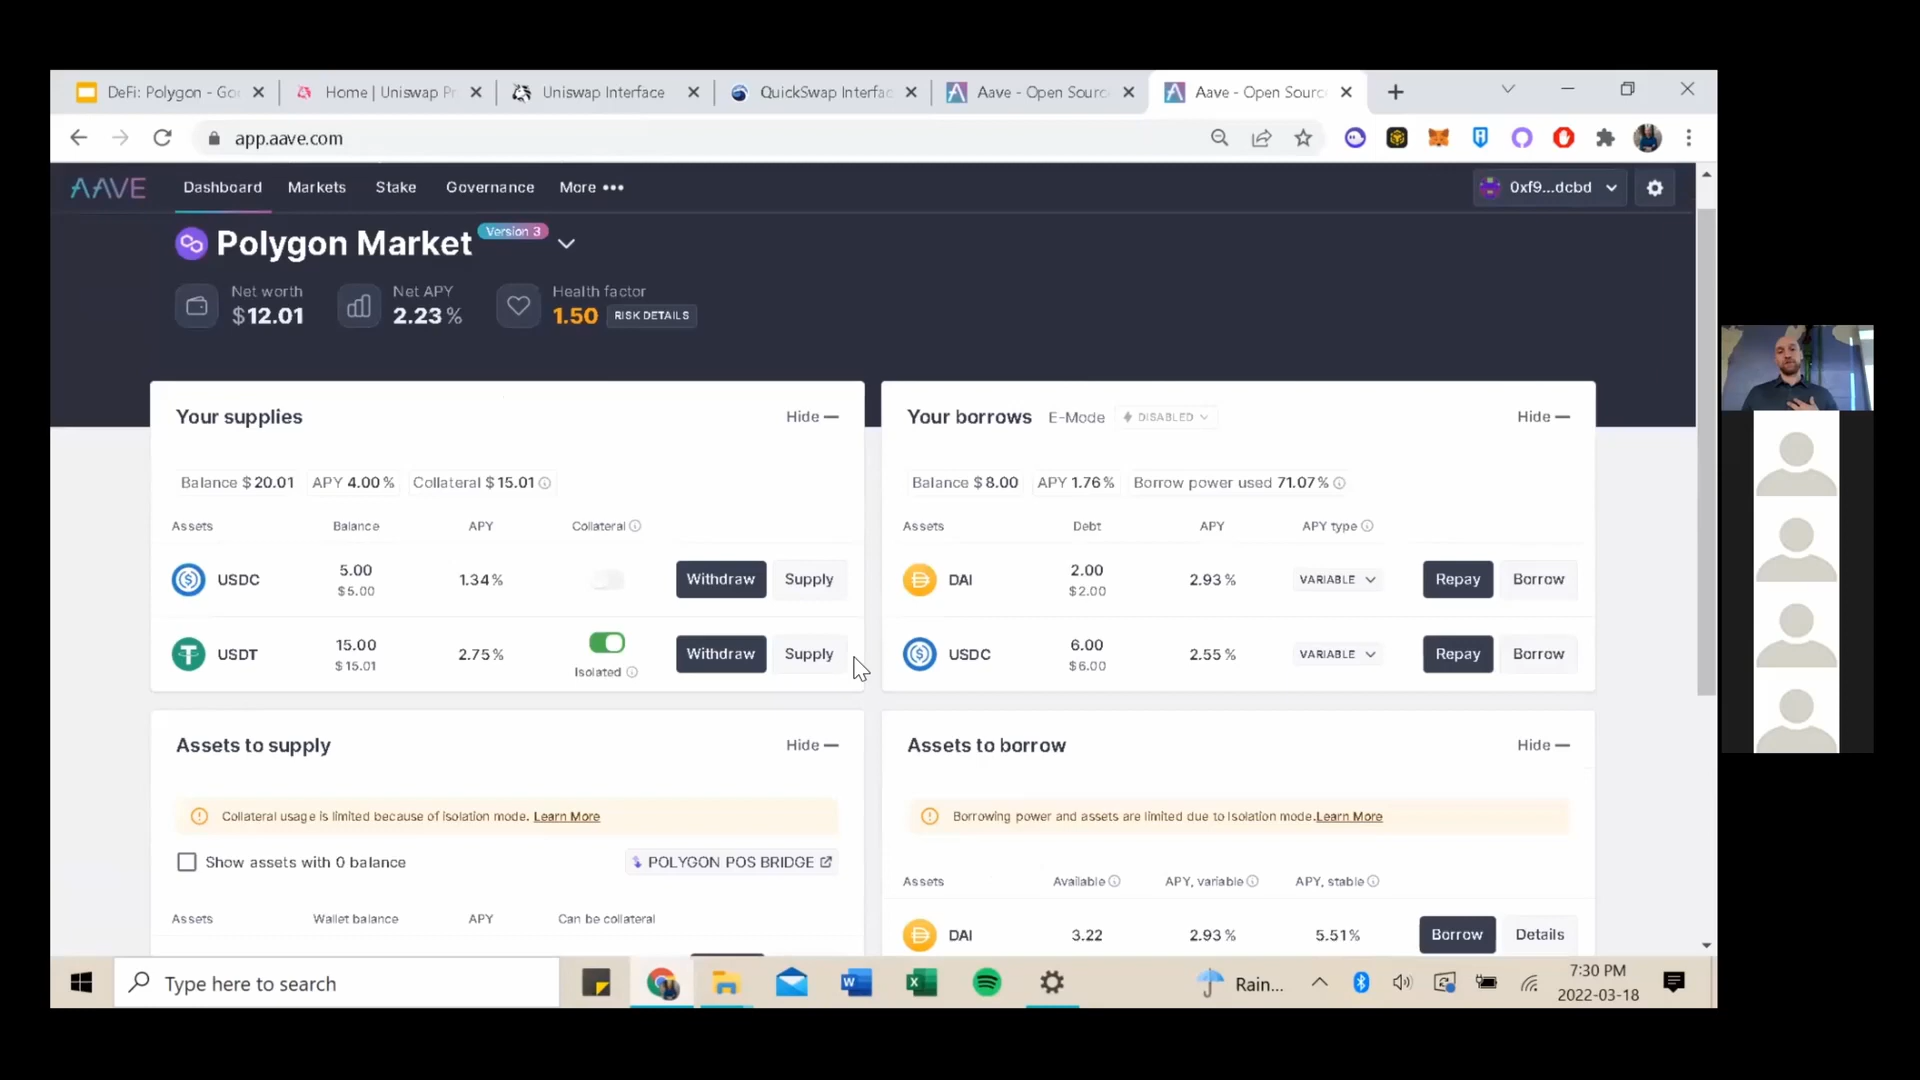 DeFi: Polygon - Goo
Home | Uniswap Pr
Uniswap Interface
QuickSwap Interfac
Aave - Open Sourc
Aave - Open Sourc
app.aave.com
AAVE
Dashboard
Markets
Stake
Governance
More •••
0xf9...dcbd
Polygon Market
Version 3
Net worth
$12.01
Net APY
2.23 %
Health factor
1.50 RISK DETAILS
Your supplies
Hide —
Balance $ 20.01 APY 4.00 % Collateral $ 15.01
Assets Balance APY Collateral
USDC 5.00 1.34 % Withdraw Supply
$5.00
USDT 15.00 2.75 % Withdraw Supply
$15.01 Isolated
Your borrows E-Mode DISABLED
Hide —
Balance $ 8.00 APY 1.76 % Borrow power used 71.07 %
Assets Debt APY APY type
DAI 2.00 2.93 % VARIABLE Repay Borrow
$2.00
USDC 6.00 2.55 % VARIABLE Repay Borrow
$6.00
Assets to supply
Hide —
Collateral usage is limited because of isolation mode. Learn More
Show assets with 0 balance
POLYGON POS BRIDGE
Assets Wallet balance APY Can be collateral
Assets to borrow
Hide —
Borrowing power and assets are limited due to Isolation mode.Learn More
Assets Available APY, variable APY, stable
DAI 3.22 2.93 % 5.51% Borrow Details
Type here to search
Rain...
7:30 PM
2022-03-18